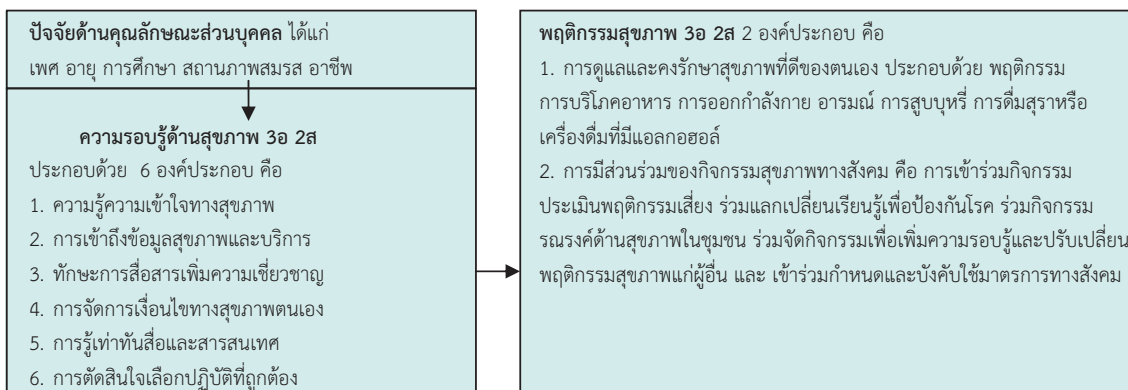 ปัจจัยด้านคุณลักษณะส่วนบุคคล ได้แก่
เพศ อายุ การศึกษา สถานภาพสมรส อาชีพ
ความรอบรู้ด้านสุขภาพ 3อ 2ส
ประกอบด้วย 6 องค์ประกอบ คือ
1. ความรู้ความเข้าใจทางสุขภาพ
2. การเข้าถึงข้อมูลสุขภาพและบริการ
3. ทักษะการสื่อสารเพิ่มความเชี่ยวชาญ
4. การจัดการเงื่อนไขทางสุขภาพตนเอง
5. การรู้เท่าทันสื่อและสารสนเทศ
6. การตัดสินใจเลือกปฏิบัติที่ถูกต้อง
พฤติกรรมสุขภาพ 3อ 2ส 2 องค์ประกอบ คือ
1. การดูแลและคงรักษาสุขภาพที่ดีของตนเอง ประกอบด้วย พฤติกรรม
การบริโภคอาหาร การออกกำลังกาย อารมณ์ การสูบบุหรี่ การดื่มสุราหรือ
เครื่องดื่มที่มีแอลกอฮอล์
2. การมีส่วนร่วมของกิจกรรมสุขภาพทางสังคม คือ การเข้าร่วมกิจกรรม
ประเมินพฤติกรรมเสี่ยง ร่วมแลกเปลี่ยนเรียนรู้เพื่อป้องกันโรค ร่วมกิจกรรม
รณรงค์ด้านสุขภาพในชุมชน ร่วมจัดกิจกรรมเพื่อเพิ่มความรอบรู้และปรับเปลี่ยน
พฤติกรรมสุขภาพแก่ผู้อื่น และ เข้าร่วมกำหนดและบังคับใช้มาตรการทางสังคม